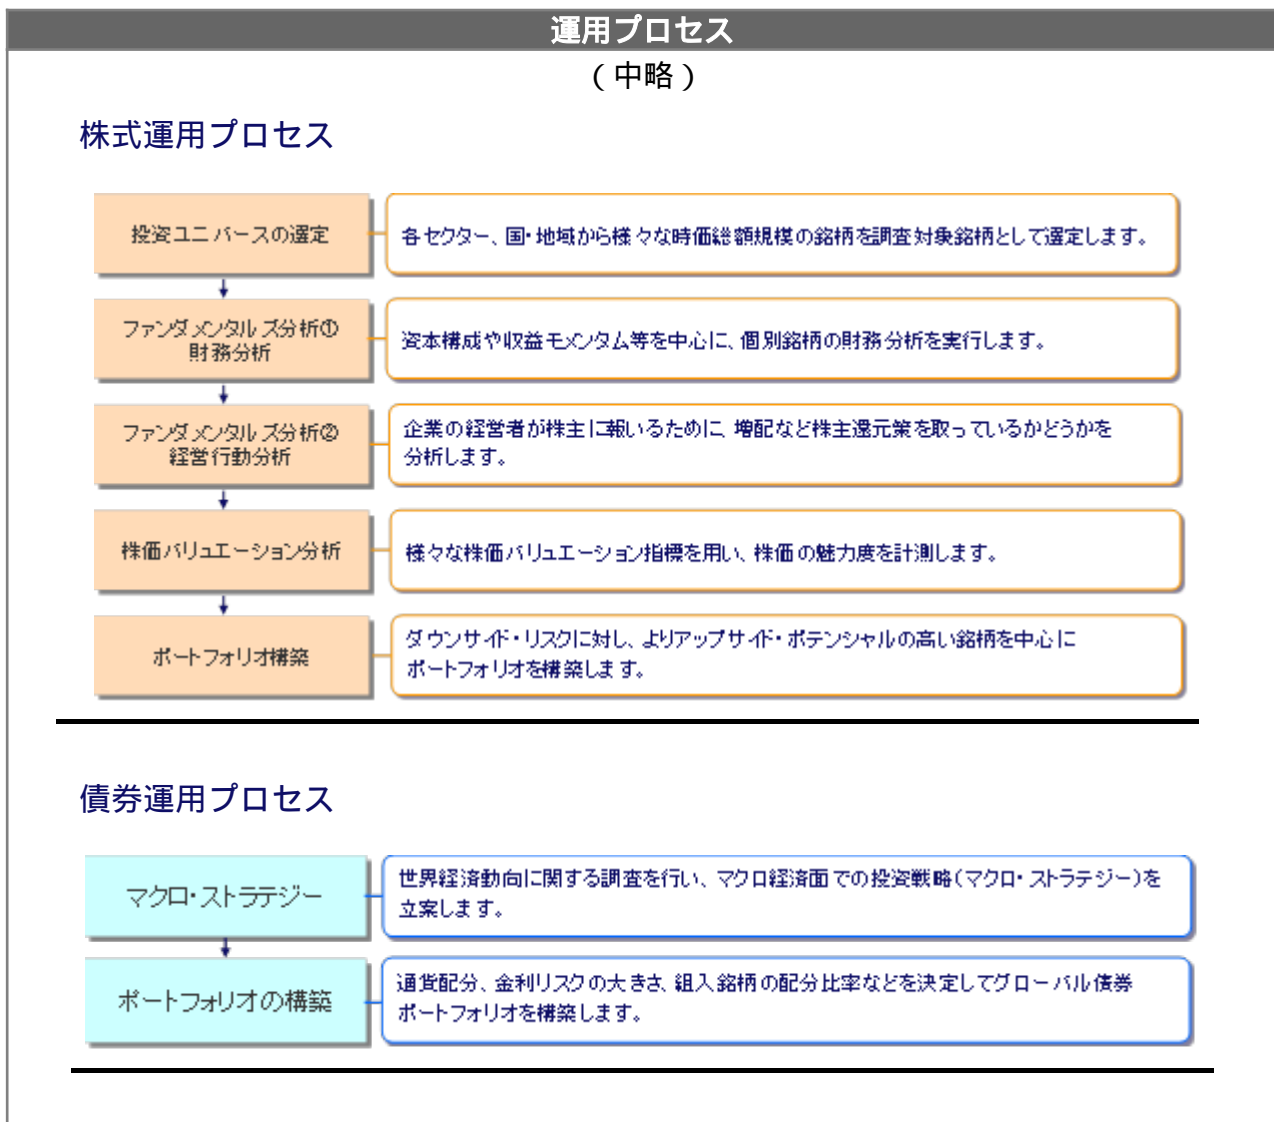 運用プロセス
（中略）
株式運用プロセス
投資ユニバースの選定
各セクター、国・地域から様々な時価総額規模の銘柄を調査対象銘柄として選定します。
ファンダメンタルズ分析①
財務分析
資本構成や収益モメンタム等を中心に、個別銘柄の財務分析を実行します。
ファンダメンタルズ分析②
経営行動分析
企業の経営者が株主に報いるために、増配など株主還元策を取っているかどうかを
分析します。
株価バリュエーション分析
様々な株価バリュエーション指標を用い、株価の魅力度を計測します。
ポートフォリオ構築
ダウンサイド・リスクに対し、よりアップサイド・ポテンシャルの高い銘柄を中心に
ポートフォリオを構築します。
債券運用プロセス
マクロ・ストラテジー
世界経済動向に関する調査を行い、マクロ経済面での投資戦略（マクロ・ストラテジー）を
立案します。
ポートフォリオの構築
通貨配分、金利リスクの大きさ、組入銘柄の配分比率などを決定してグローバル債券
ポートフォリオを構築します。